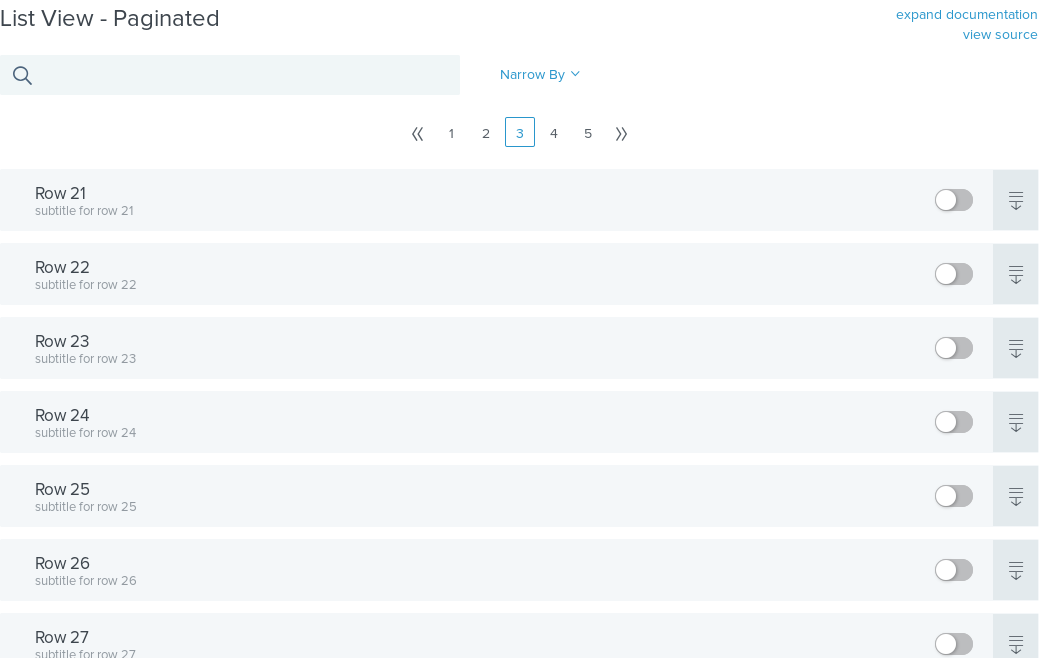 List View - Paginated
expand documentation
view source
Narrow By
1 2 3 4 5
Row 21
subtitle for row 21
Row 22
subtitle for row 22
Row 23
subtitle for row 23
Row 24
subtitle for row 24
Row 25
subtitle for row 25
Row 26
subtitle for row 26
Row 27
subtitle for row 27